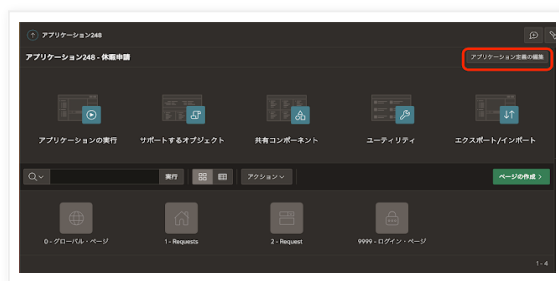 アプリケーション248
アプリケーション248 - 休暇申請
アプリケーション定義の編集
アプリケーションの実行
サポートするオブジェクト
共有コンポーネント
ユーティリティ
エクスポート/インポート
実行
アクション
ページの作成
0 - グローバル・ページ
1 - Requests
2 - Request
9999 - ログイン・ページ
1 - 4